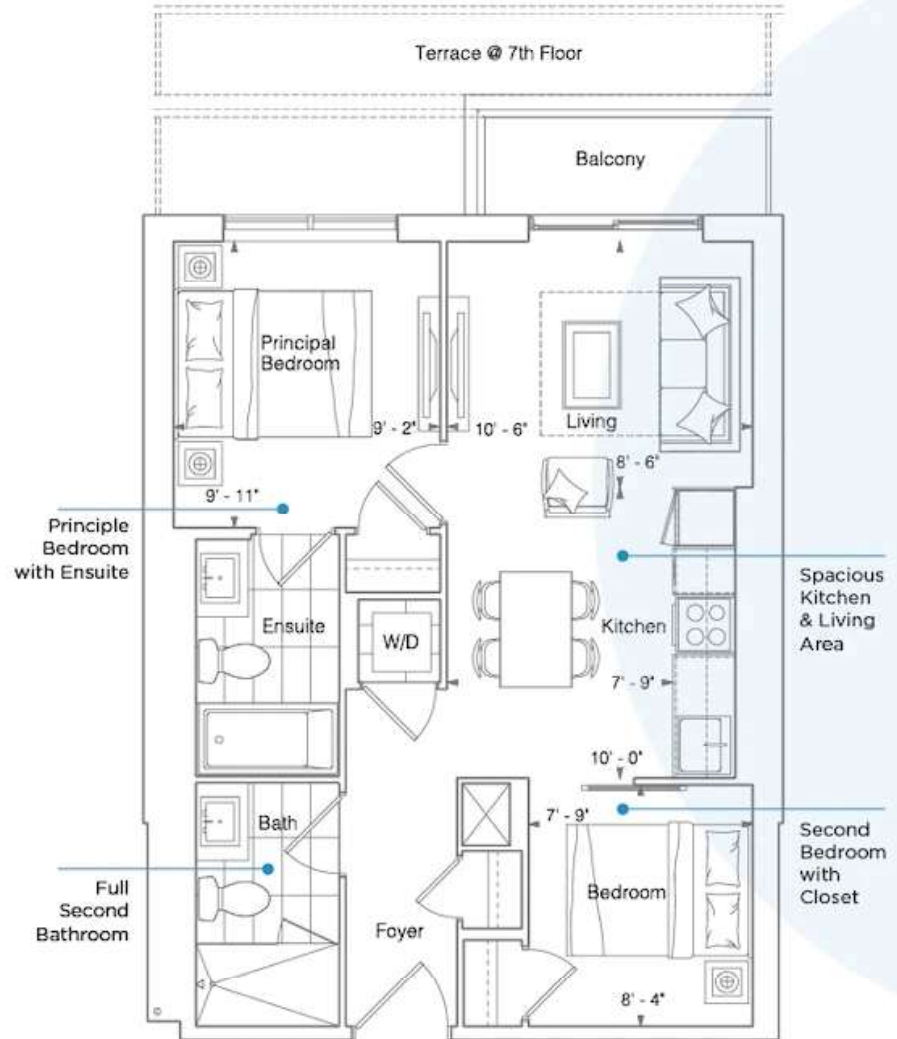 Terrace @ 7th Floor
Balcony
Principal
Bedroom
9' - 2"
10' - 6"
Living
8' - 6"
9' - 11"
Principle
Bedroom
with Ensuite
Spacious
Kitchen
& Living
Area
Ensuite
W/D
Kitchen
7' - 9"
10' - 0"
Bath
7' - 9"
Second
Bedroom
with
Closet
Full
Second
Bathroom
Bedroom
Foyer
8' - 4"